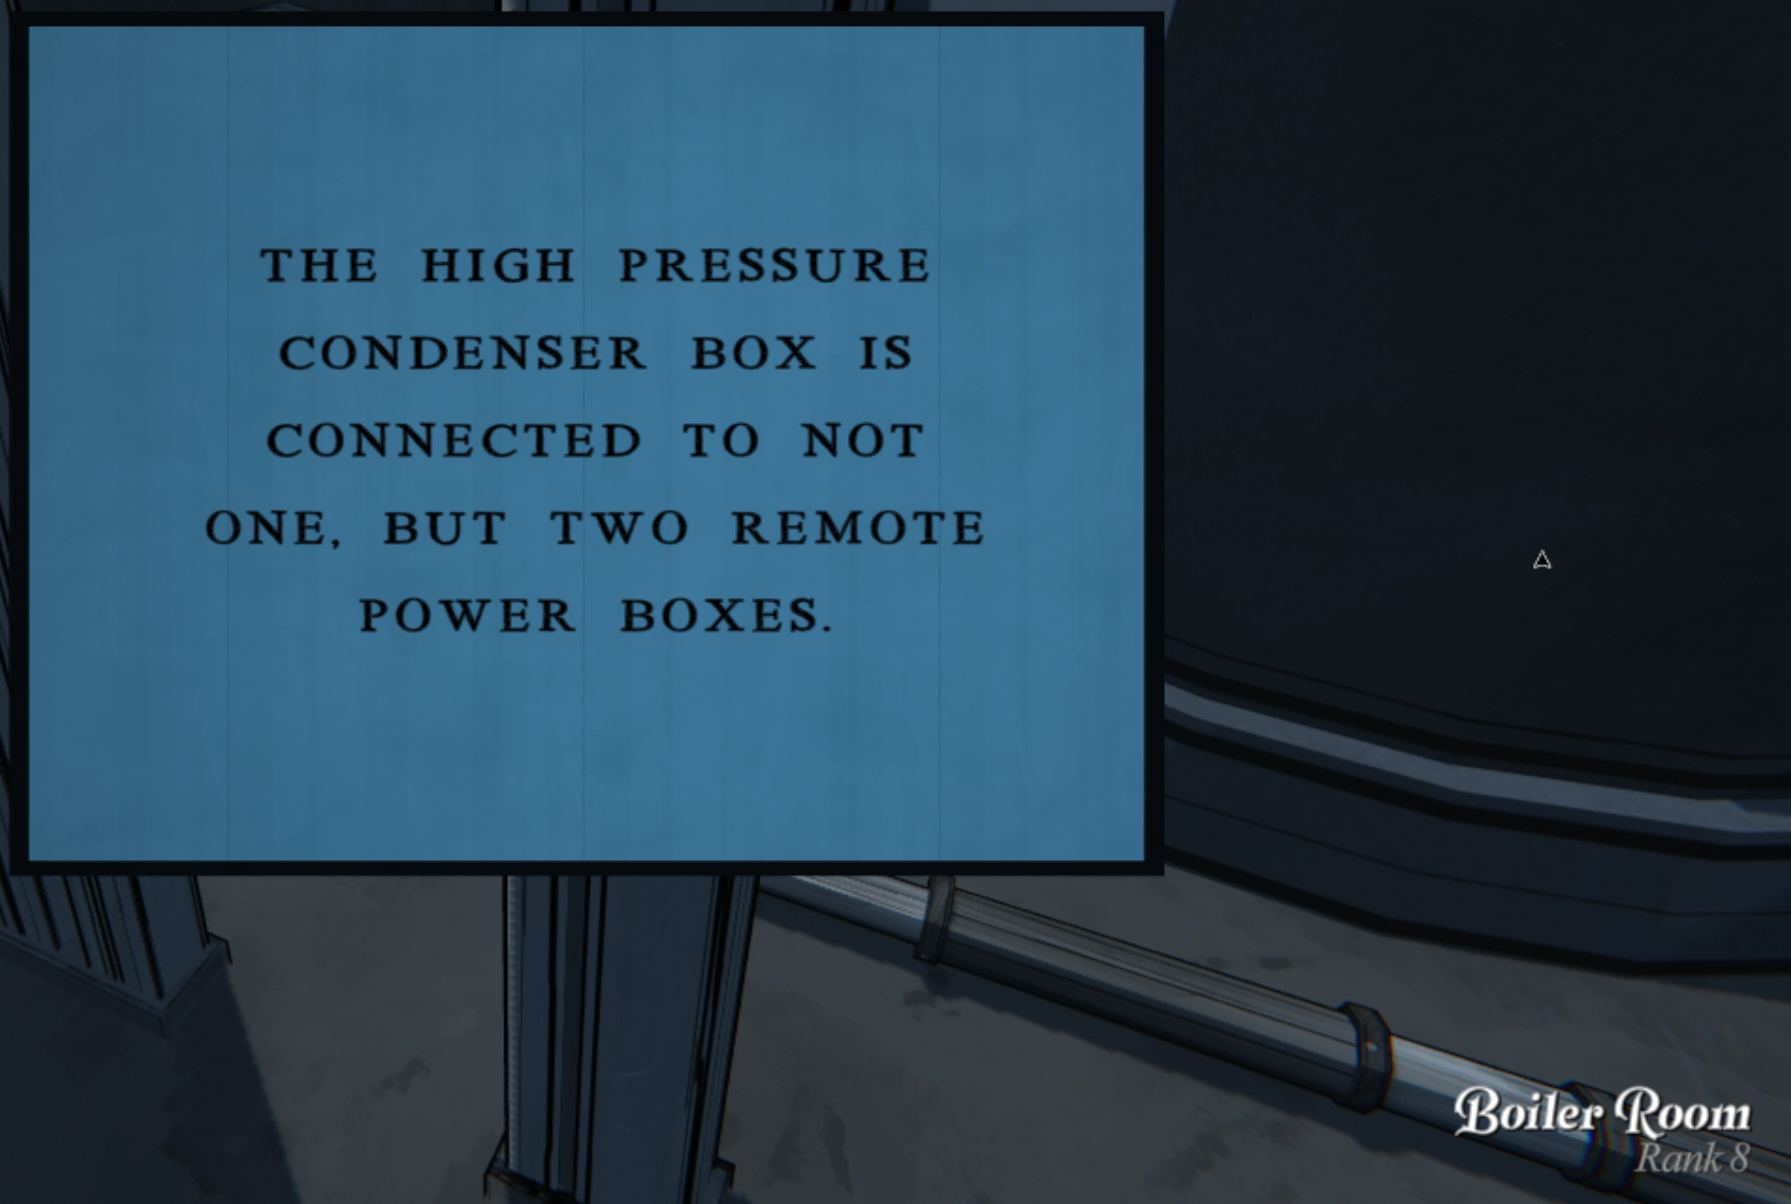 THE HIGH PRESSURE
CONDENSER BOX IS
CONNECTED TO NOT
ONE, BUT TWO REMOTE
POWER BOXES.
Boiler Room
Rank 8